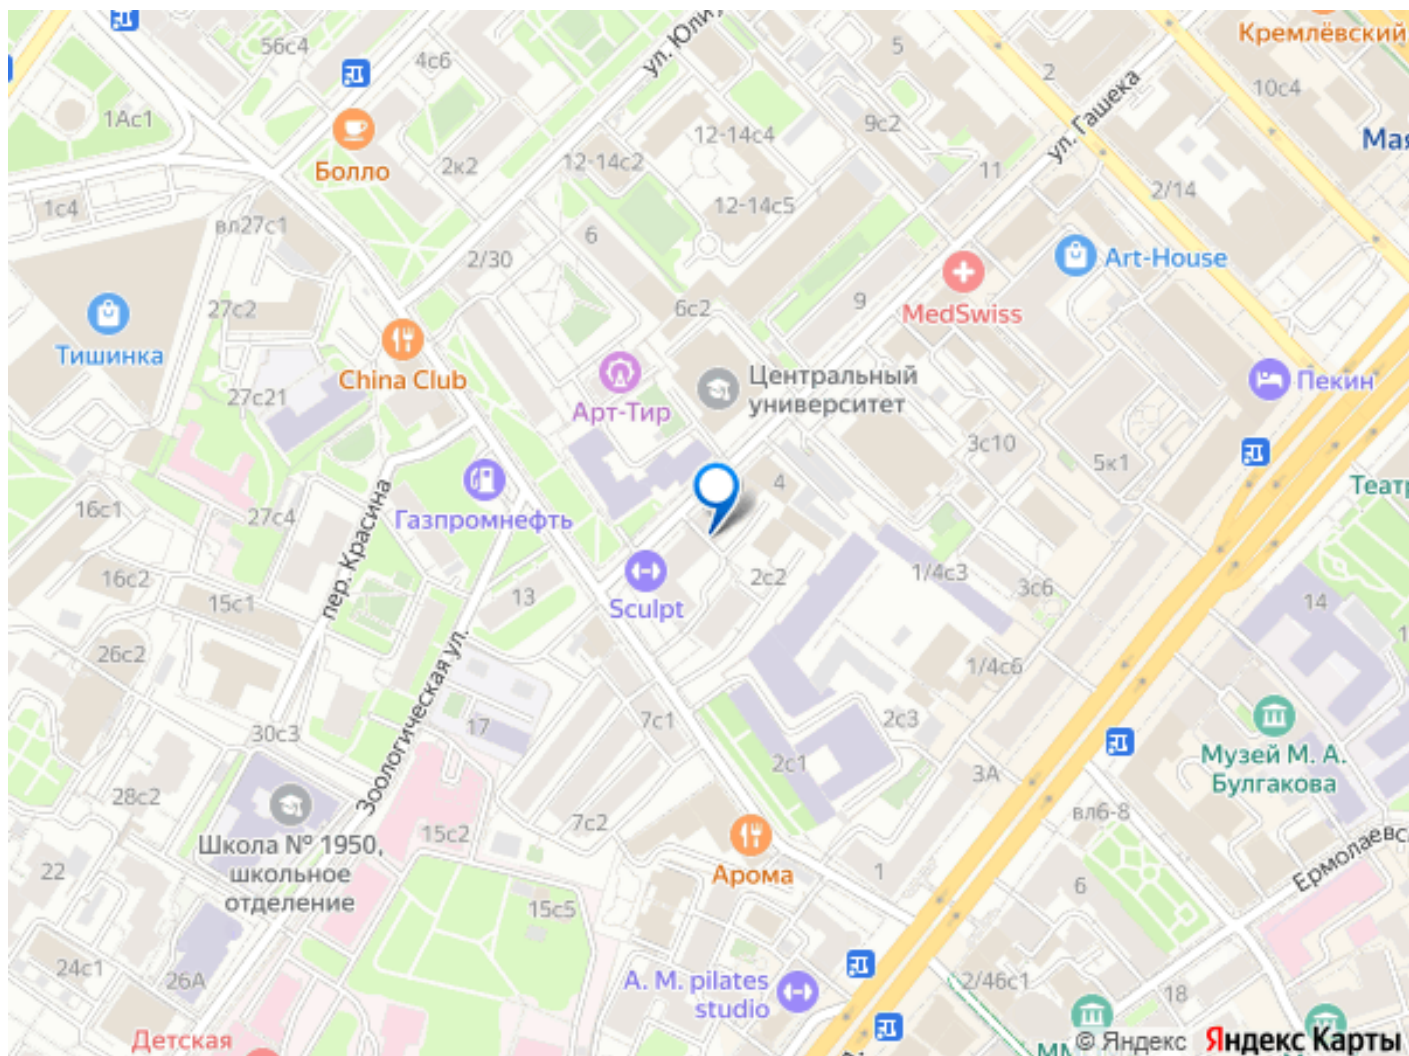 56с4
4с6
ул. Юли
5
Кремлёвский
2
10с4
1Ас1
Болло
2к2
12-14с4
9с2
ул. Гашека
Мая
12-14с2
11
2/14
1с4
вл27с1
12-14с5
6
2/30
Art-House
27с2
6с2
9
MedSwiss
Тишинка
China Club
Центральный
университет
Пекин
27с21
Арт-Тир
3с10
5к1
4
Театр
16с1
27с4
Газпромнефть
пер. Красина
16с2
15с1
13
Sculpt
2с2
1/4с3
3с6
14
26с2
1/4с6
Зоологическая ул.
30с3
17
7с1
2с3
Музей М. А.
Булгакова
2с1
3А
28с2
вл6-8
15с2
7с2
Школа № 1950,
школьное
отделение
22
Арома
1
6
Ермолаевс
15с5
24с1
26А
A. M. pilates
studio
2/46с1
18
Детская
ММ
© Яндекс
Яндекс Карты